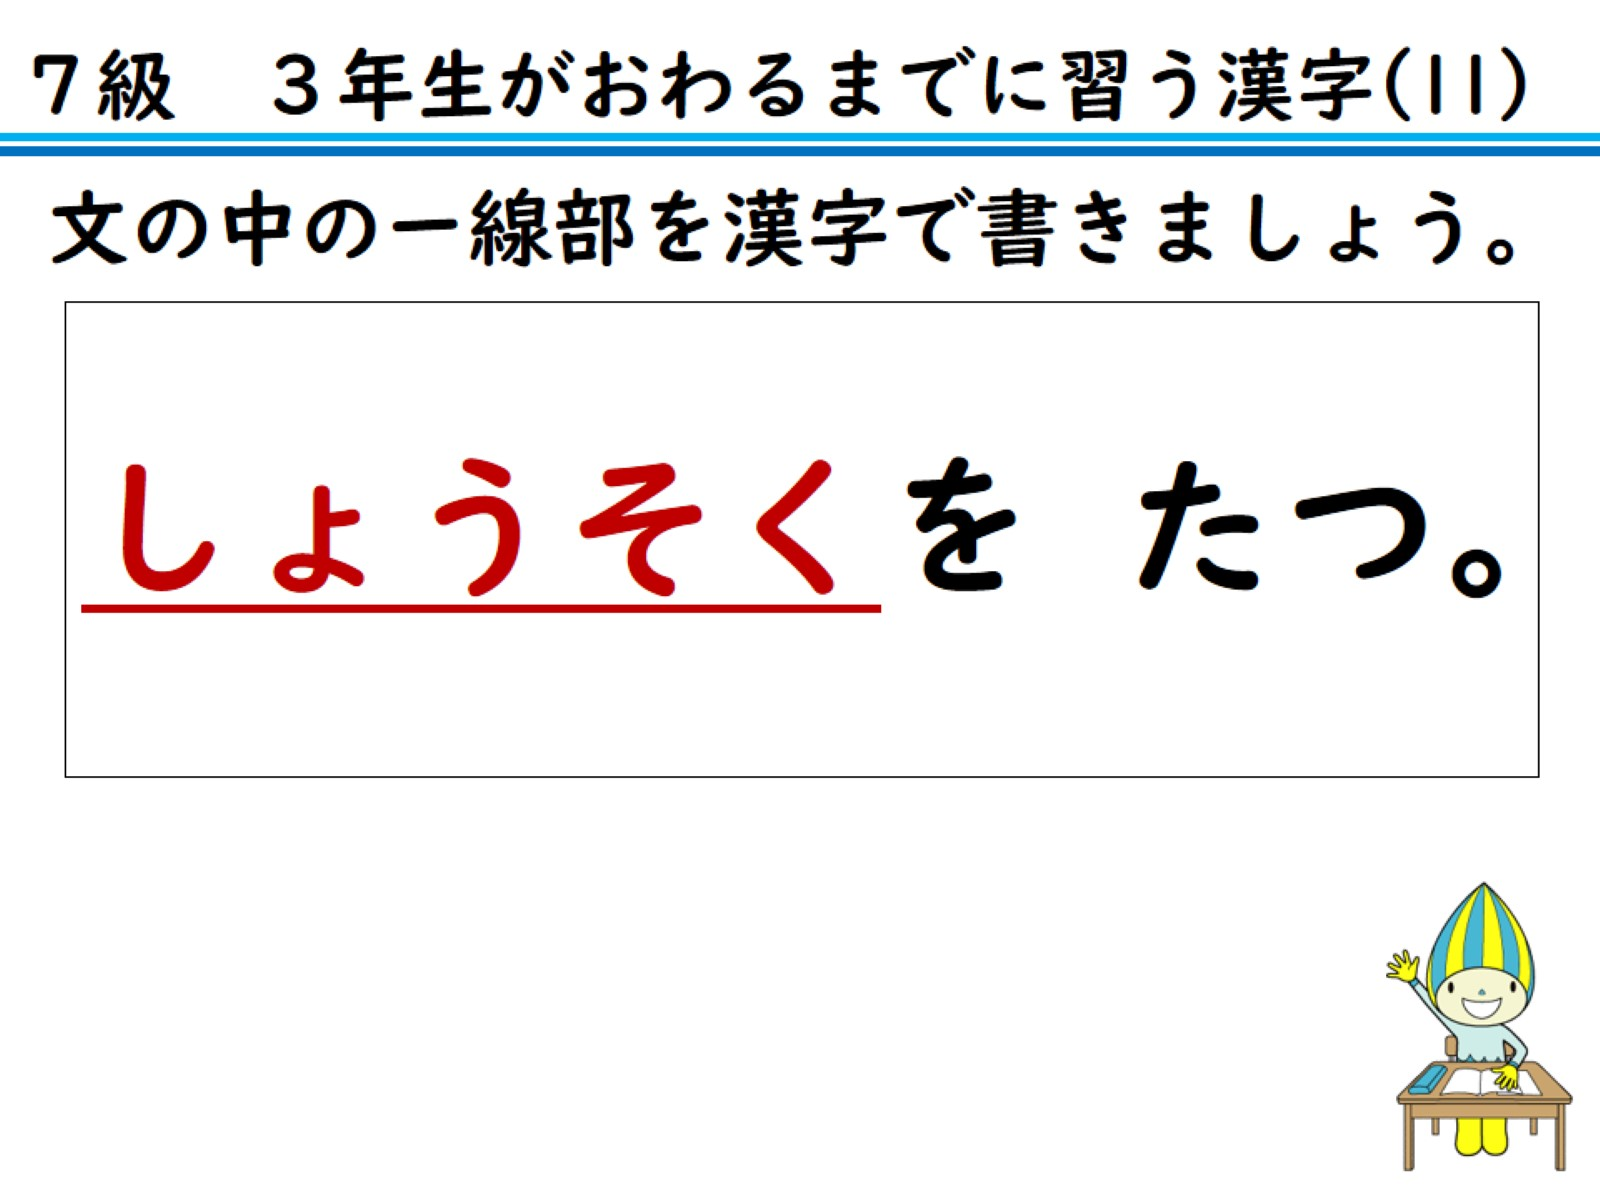 ７級　３年生がおわるまでに習う漢字(11)
文の中の―線部を漢字で書きましょう。
しょうそくを たつ。